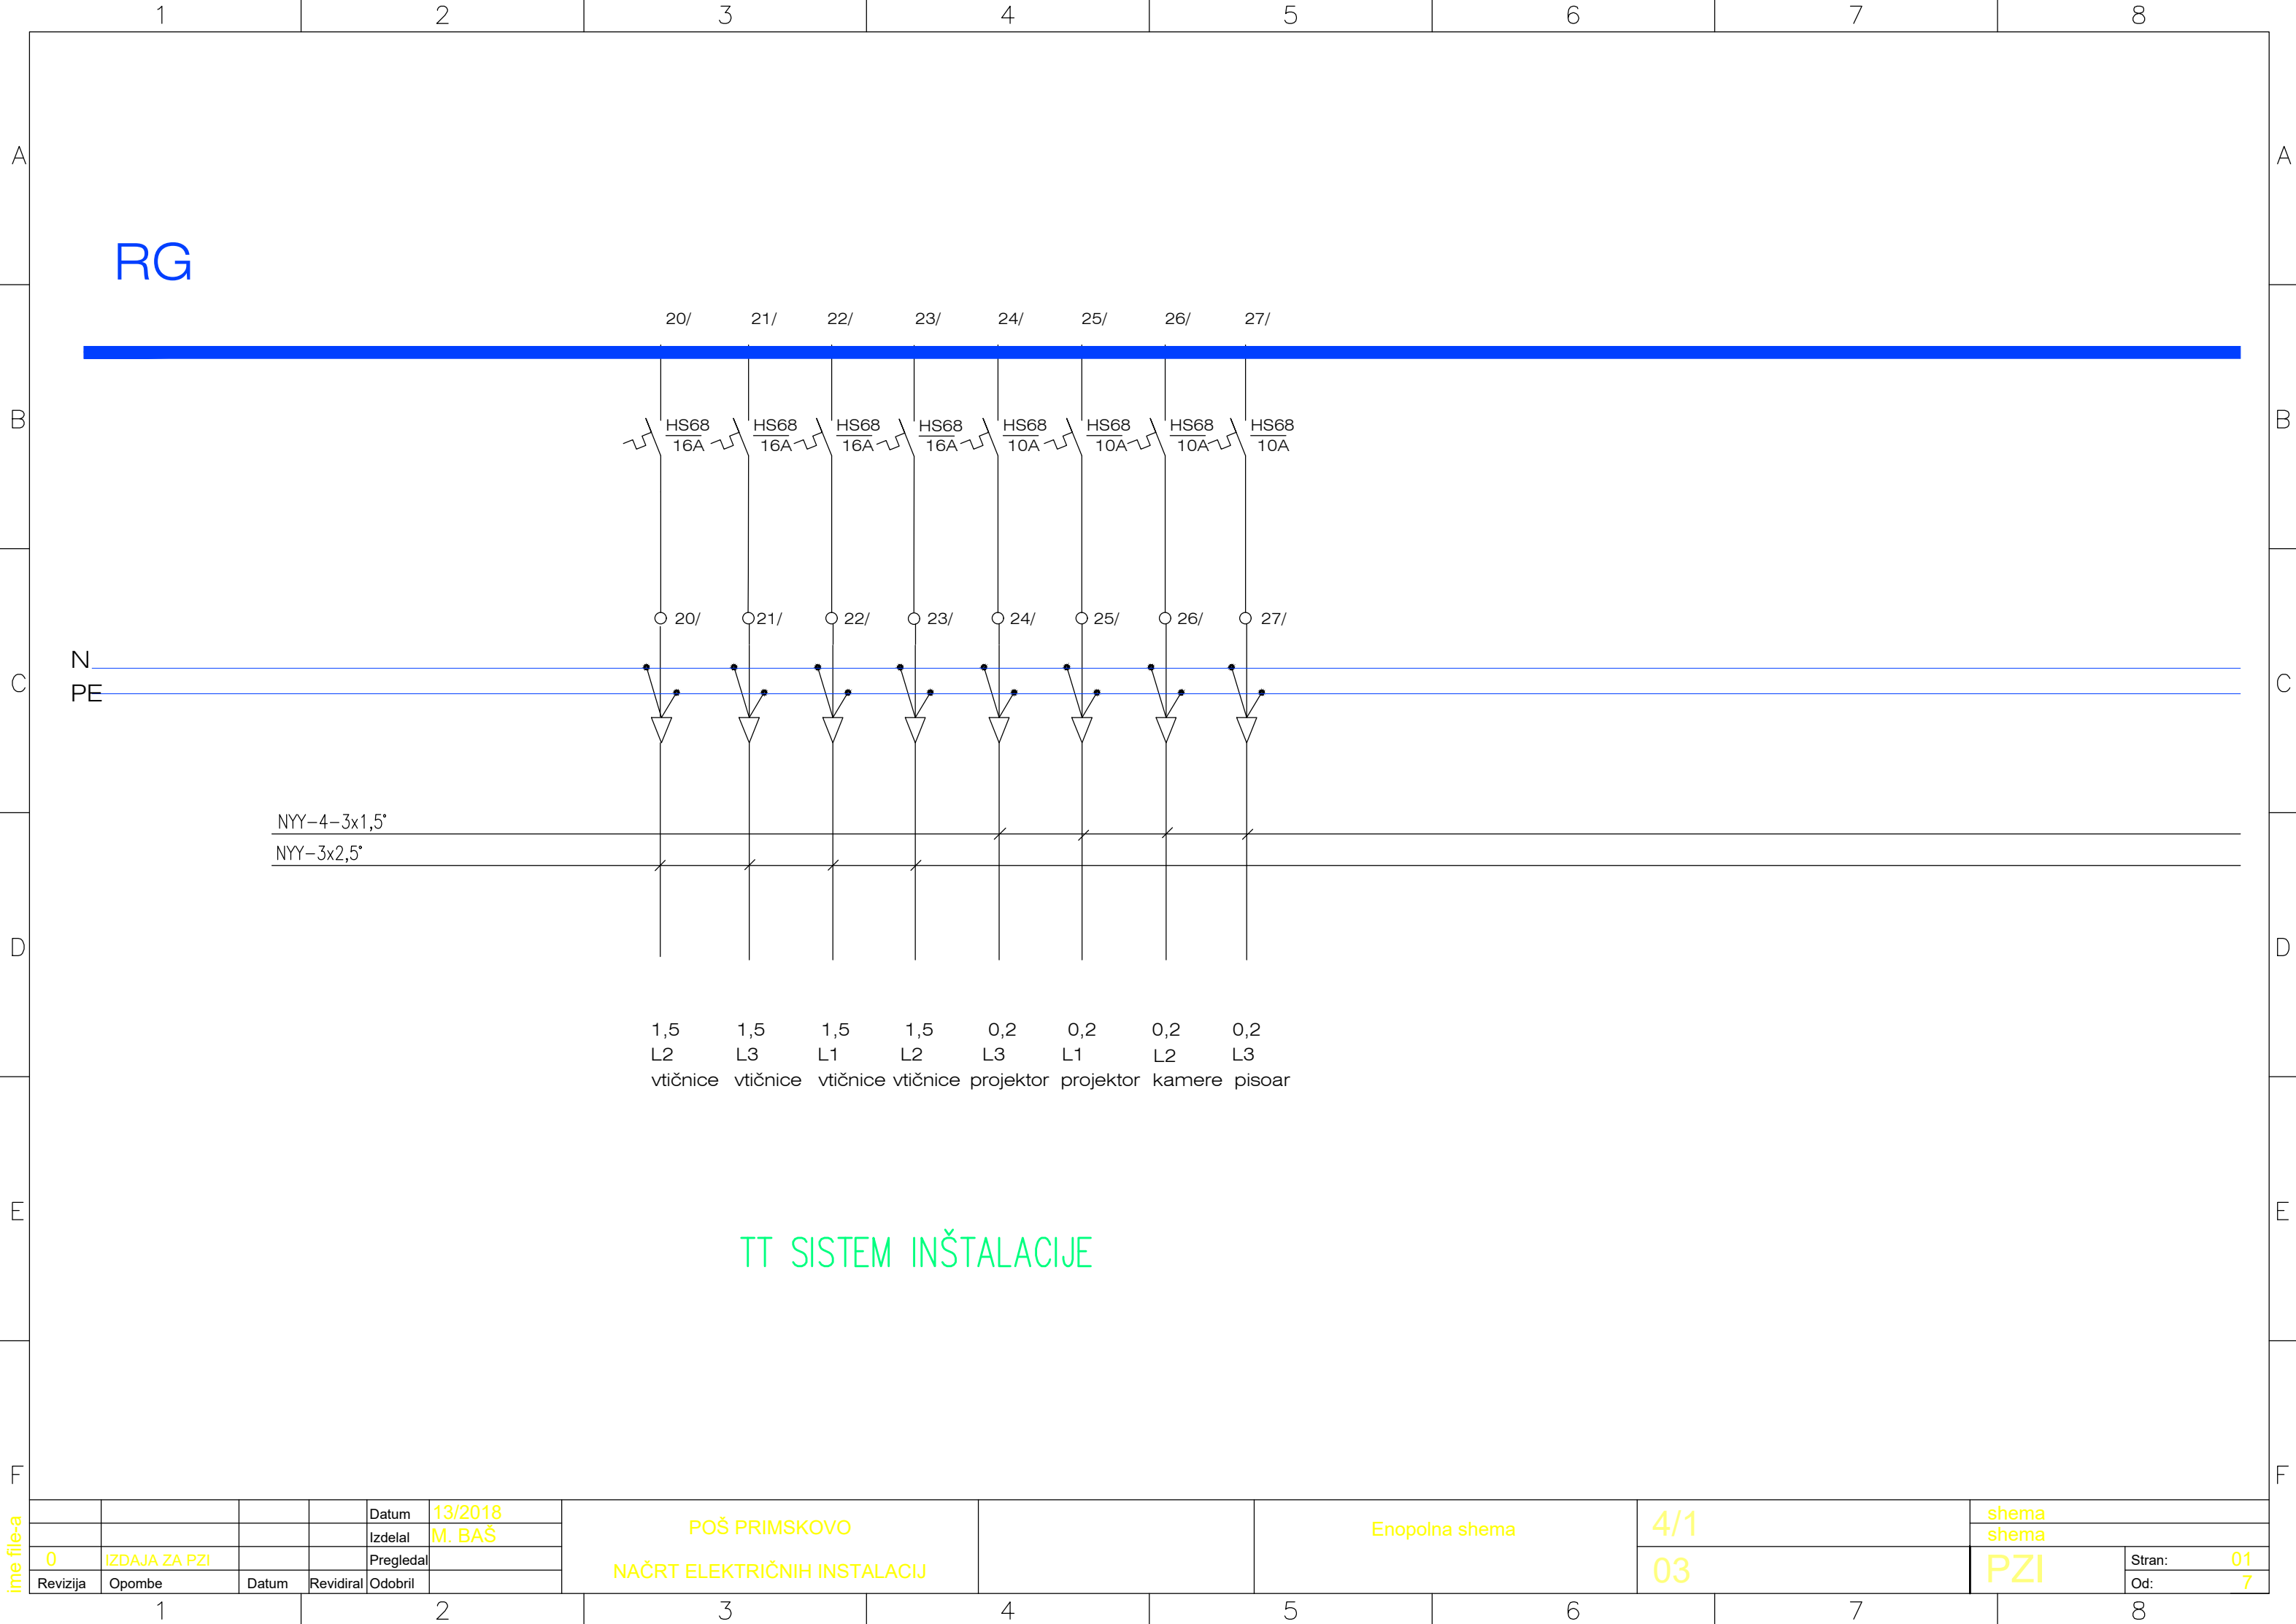 1 2 3 4 5 6 7 8
A A
RG
20/ 21/ 22/ 23/ 24/ 25/ 26/ 27/
B B
HS68 HS68 HS68 HS68 HS68 HS68 HS68 HS68
16A 16A 16A 16A 10A 10A 10A 10A
20/ 21/ 22/ 23/ 24/ 25/ 26/ 27/
N
C C
PE
NYY-4-3x1,5°
NYY-3x2,5°
D D
1,5 1,5 1,5 1,5 0,2 0,2 0,2 0,2
L2 L3 L1 L2 L3 L1 L2 L3
vtičnice vtičnice vtičnice vtičnice projektor projektor kamere pisoar
E E
TT SISTEM INŠTALACIJE
F F
ime file-a
Datum 13/2018
Izdelal M. BAŠ
0 IZDAJA ZA PZI Pregledal
Revizija Opombe Datum Revidiral Odobril
POŠ PRIMSKOVO
NAČRT ELEKTRIČNIH INSTALACIJ
Enopolna shema
4/1
03
shema
shema
PZI
Stran: 01
Od: 7
1 2 3 4 5 6 7 8